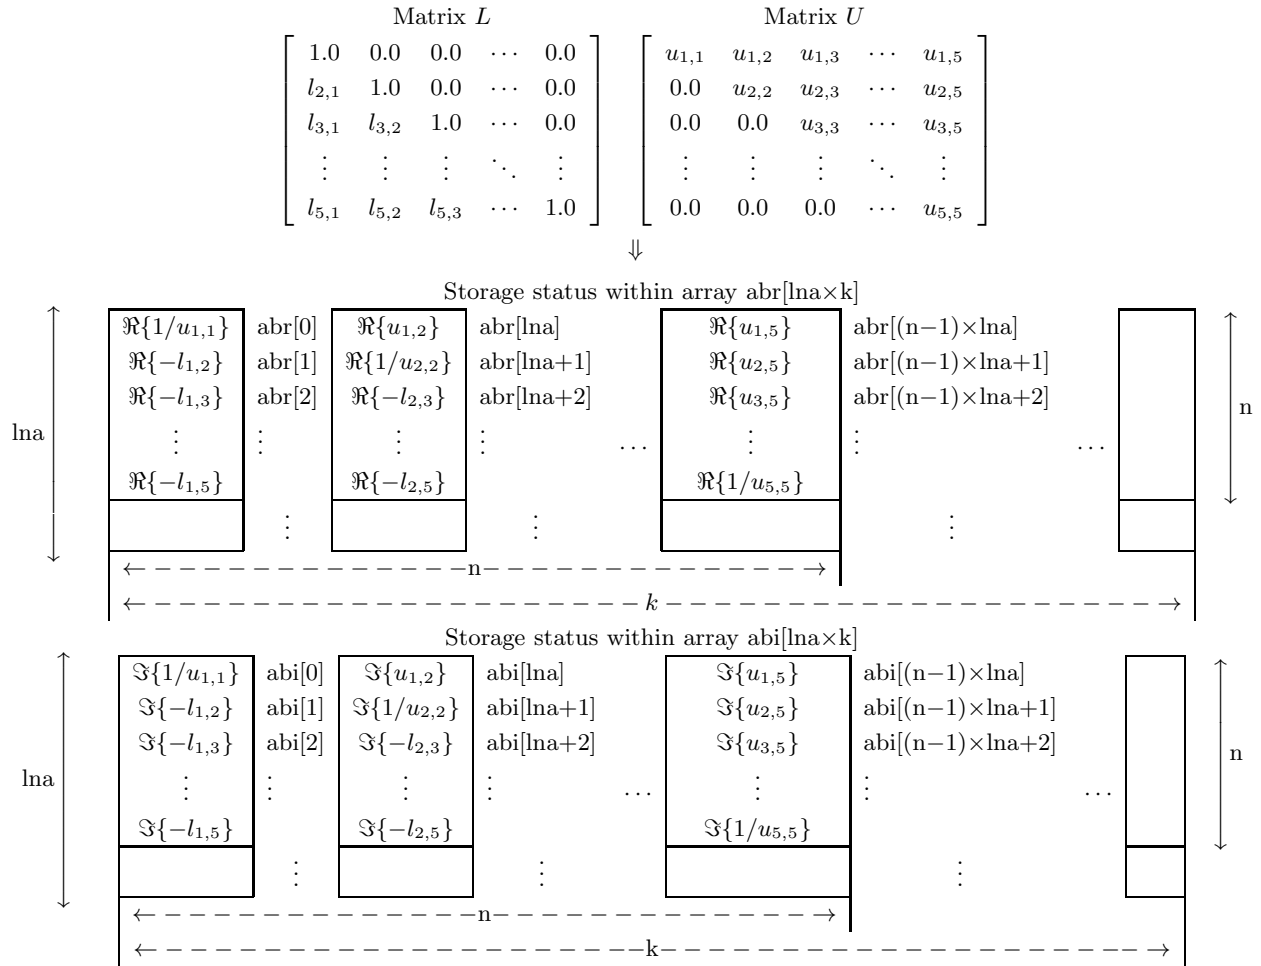 Matrix L Matrix U
1.0 0.0 0.0 ⋯ 0.0 u1,1 u1,2 u1,3 ⋯ u1,5
l2,1 1.0 0.0 ⋯ 0.0 0.0 u2,2 u2,3 ⋯ u2,5
l3,1 l3,2 1.0 ⋯ 0.0 0.0 0.0 u3,3 ⋯ u3,5
⋮ ⋮ ⋮ ⋱ ⋮ ⋮ ⋮ ⋮ ⋱ ⋮
l5,1 l5,2 l5,3 ⋯ 1.0 0.0 0.0 0.0 ⋯ u5,5
⇓
Storage status within array abr[lna×k]
ℜ{1/u1,1} abr[0] ℜ{u1,2} abr[lna] ℜ{u1,5} abr[(n−1)×lna]
ℜ{−l1,2} abr[1] ℜ{1/u2,2} abr[lna+1] ℜ{u2,5} abr[(n−1)×lna+1]
ℜ{−l1,3} abr[2] ℜ{−l2,3} abr[lna+2] ℜ{u3,5} abr[(n−1)×lna+2]
lna ⋮ ⋮ ⋮ ⋮ ⋯ ⋮ ⋮ ⋯ n
ℜ{−l1,5} ℜ{−l2,5} ℜ{1/u5,5}
⋮ ⋮ ⋮
n
k
Storage status within array abi[lna×k]
ℑ{1/u1,1} abi[0] ℑ{u1,2} abi[lna] ℑ{u1,5} abi[(n−1)×lna]
ℑ{−l1,2} abi[1] ℑ{1/u2,2} abi[lna+1] ℑ{u2,5} abi[(n−1)×lna+1]
ℑ{−l1,3} abi[2] ℑ{−l2,3} abi[lna+2] ℑ{u3,5} abi[(n−1)×lna+2]
lna ⋮ ⋮ ⋮ ⋮ ⋯ ⋮ ⋮ ⋯ n
ℑ{−l1,5} ℑ{−l2,5} ℑ{1/u5,5}
⋮ ⋮ ⋮
n
k